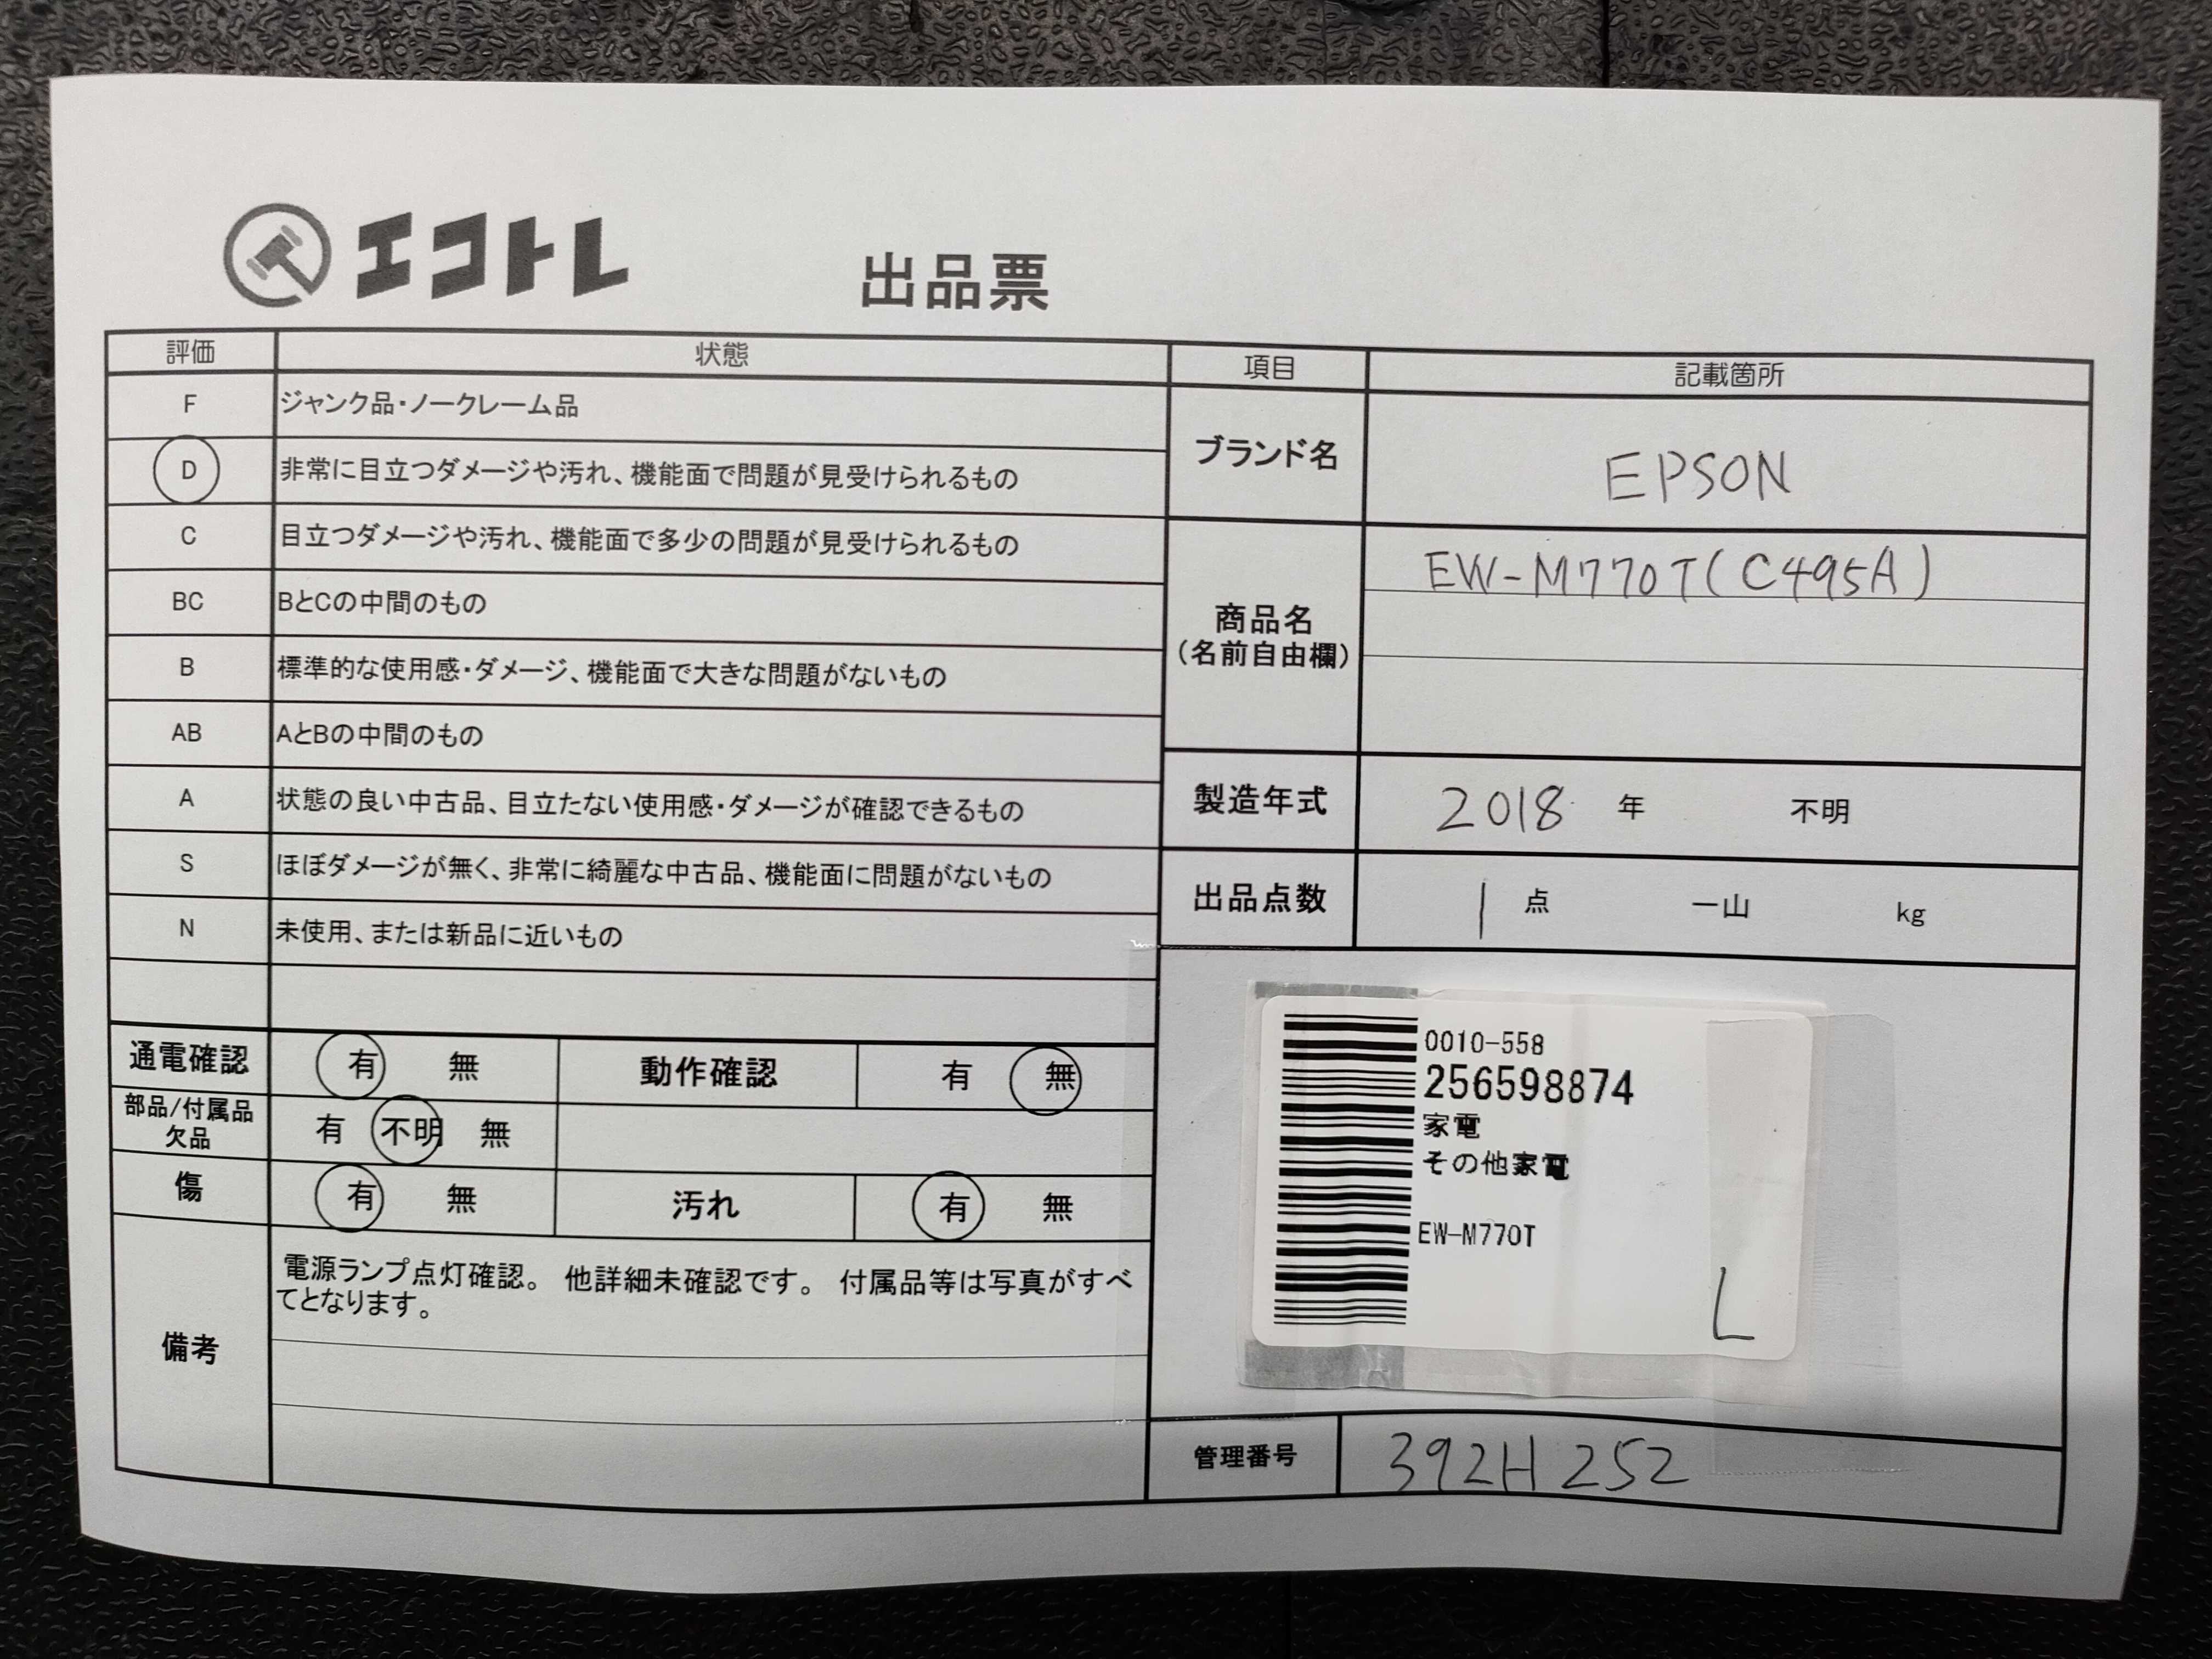 エコトレ
出品票
評価 状態
F ジャンク品・ノークレーム品
D 非常に目立つダメージや汚れ、機能面で問題が見受けられるもの
C 目立つダメージや汚れ、機能面で多少の問題が見受けられるもの
BC BとCの中間のもの
B 標準的な使用感・ダメージ、機能面で大きな問題がないもの
AB AとBの中間のもの
A 状態の良い中古品、目立たない使用感・ダメージが確認できるもの
S ほぼダメージが無く、非常に綺麗な中古品、機能面に問題がないもの
N 未使用、または新品に近いもの
通電確認 有 無 動作確認 有 無
部品/付属品
欠品
有 不明 無
傷 有 無 汚れ 有 無
備考
電源ランプ点灯確認。 他詳細未確認です。 付属品等は写真がすべ
てとなります。
項目 記載箇所
ブランド名 EPSON
商品名
(名前自由欄)
EW-M770T(C495A)
製造年式 2018 年 不明
出品点数 1 点 一山 kg
0010-558
256598874
家電
その他家電
EW-M770T
L
管理番号 392H252